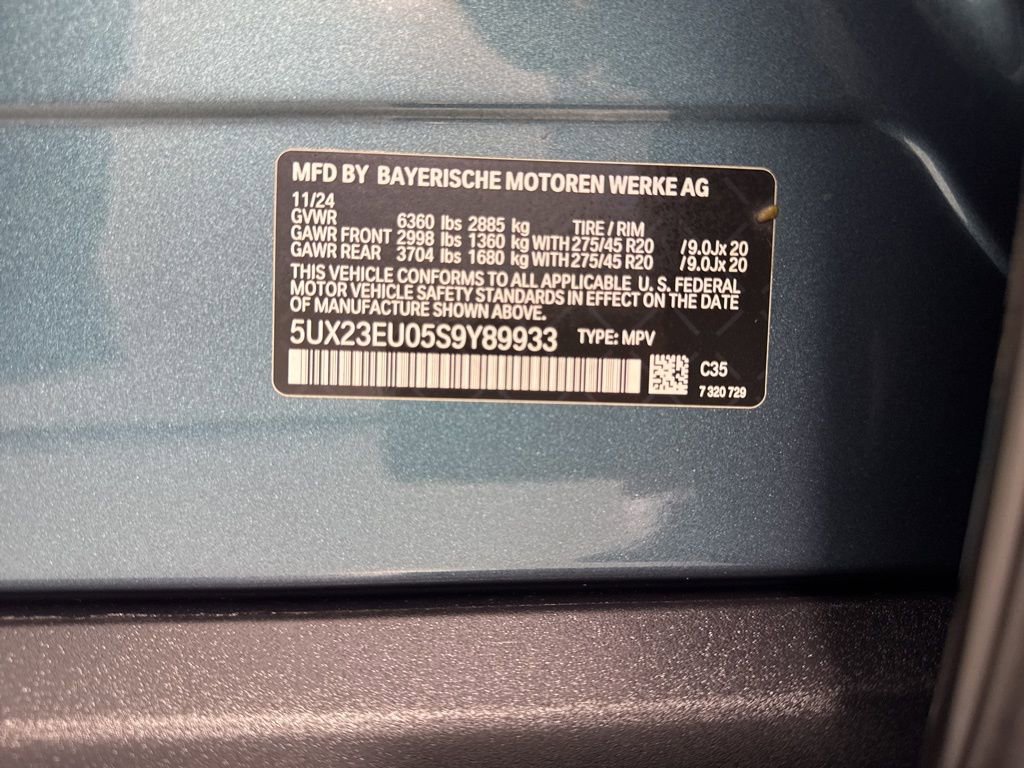 MFD BY BAYERISCHE MOTOREN WERKE AG
11/24
GVWR 6360 lbs 2885 kg TIRE / RIM
GAWR FRONT 2998 lbs 1360 kg WITH 275/45 R20 /9.0Jx 20
GAWR REAR 3704 lbs 1680 kg WITH 275/45 R20 /9.0Jx 20
THIS VEHICLE CONFORMS TO ALL APPLICABLE U. S. FEDERAL
MOTOR VEHICLE SAFETY STANDARDS IN EFFECT ON THE DATE
OF MANUFACTURE SHOWN ABOVE.
5UX23EU05S9Y89933 TYPE: MPV
C35
7 320 729